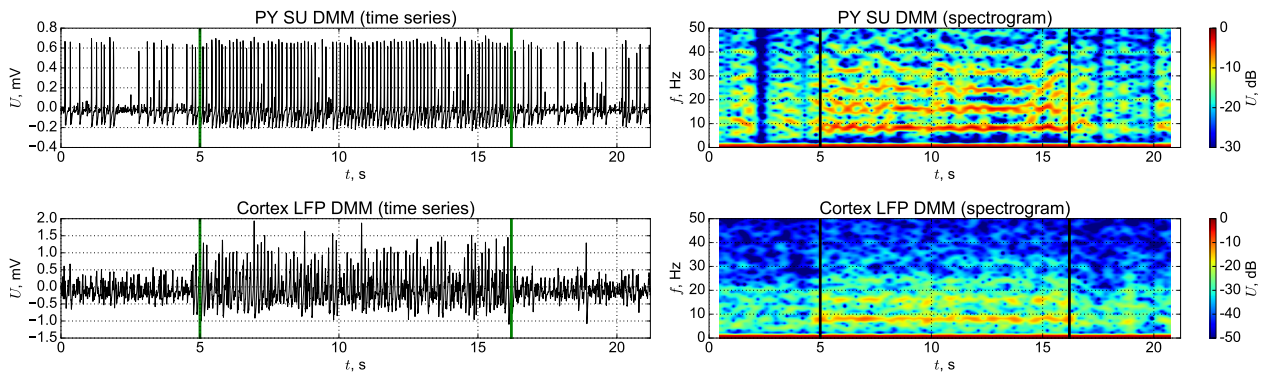 PY SU DMM (time series)
U, mV
0.8
0.6
0.4
0.2
0.0
−0.2
−0.4
0 5 10 15 20
t, s
PY SU DMM (spectrogram)
f, Hz
50
40
30
20
10
0
0 5 10 15 20
t, s
0
−10
−20
−30
U, dB
Cortex LFP DMM (time series)
U, mV
2.0
1.5
1.0
0.5
0.0
−0.5
−1.0
−1.5
0 5 10 15 20
t, s
Cortex LFP DMM (spectrogram)
f, Hz
50
40
30
20
10
0
0 5 10 15 20
t, s
0
−10
−20
−30
−40
−50
U, dB